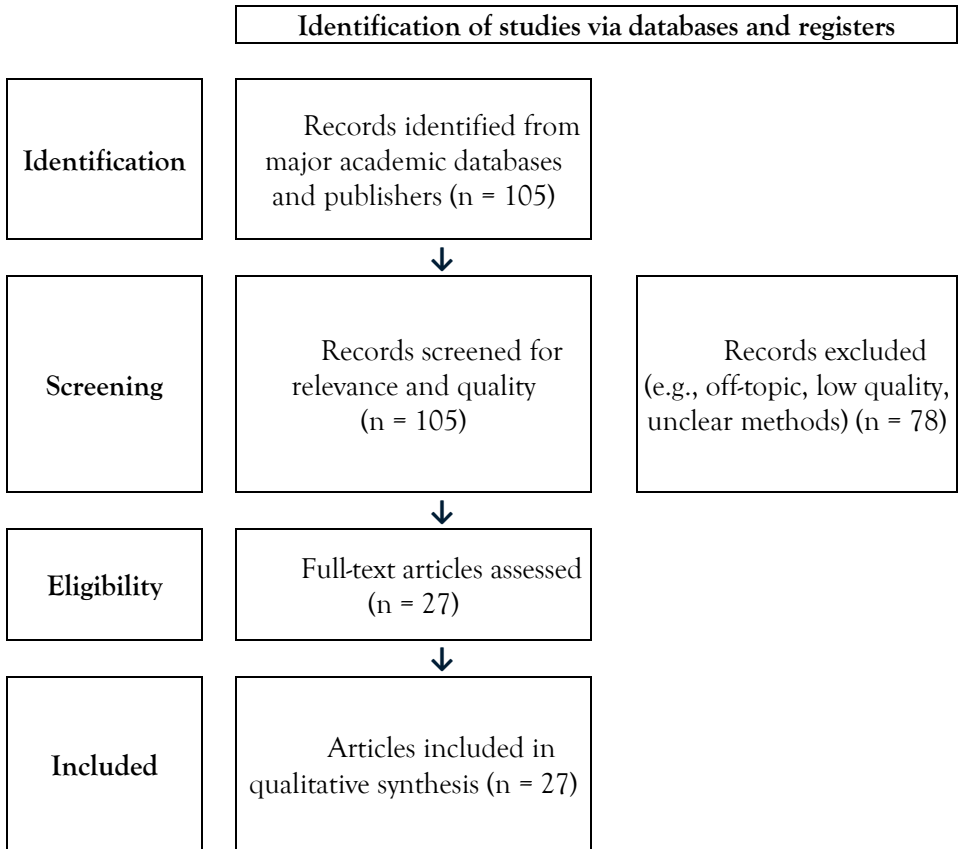 Identification of studies via databases and registers
Identification
Records identified from
major academic databases
and publishers (n = 105)
Screening
Records screened for
relevance and quality
(n = 105)
Records excluded
(e.g., off-topic, low quality,
unclear methods) (n = 78)
Eligibility
Full-text articles assessed
(n = 27)
Included
Articles included in
qualitative synthesis (n = 27)